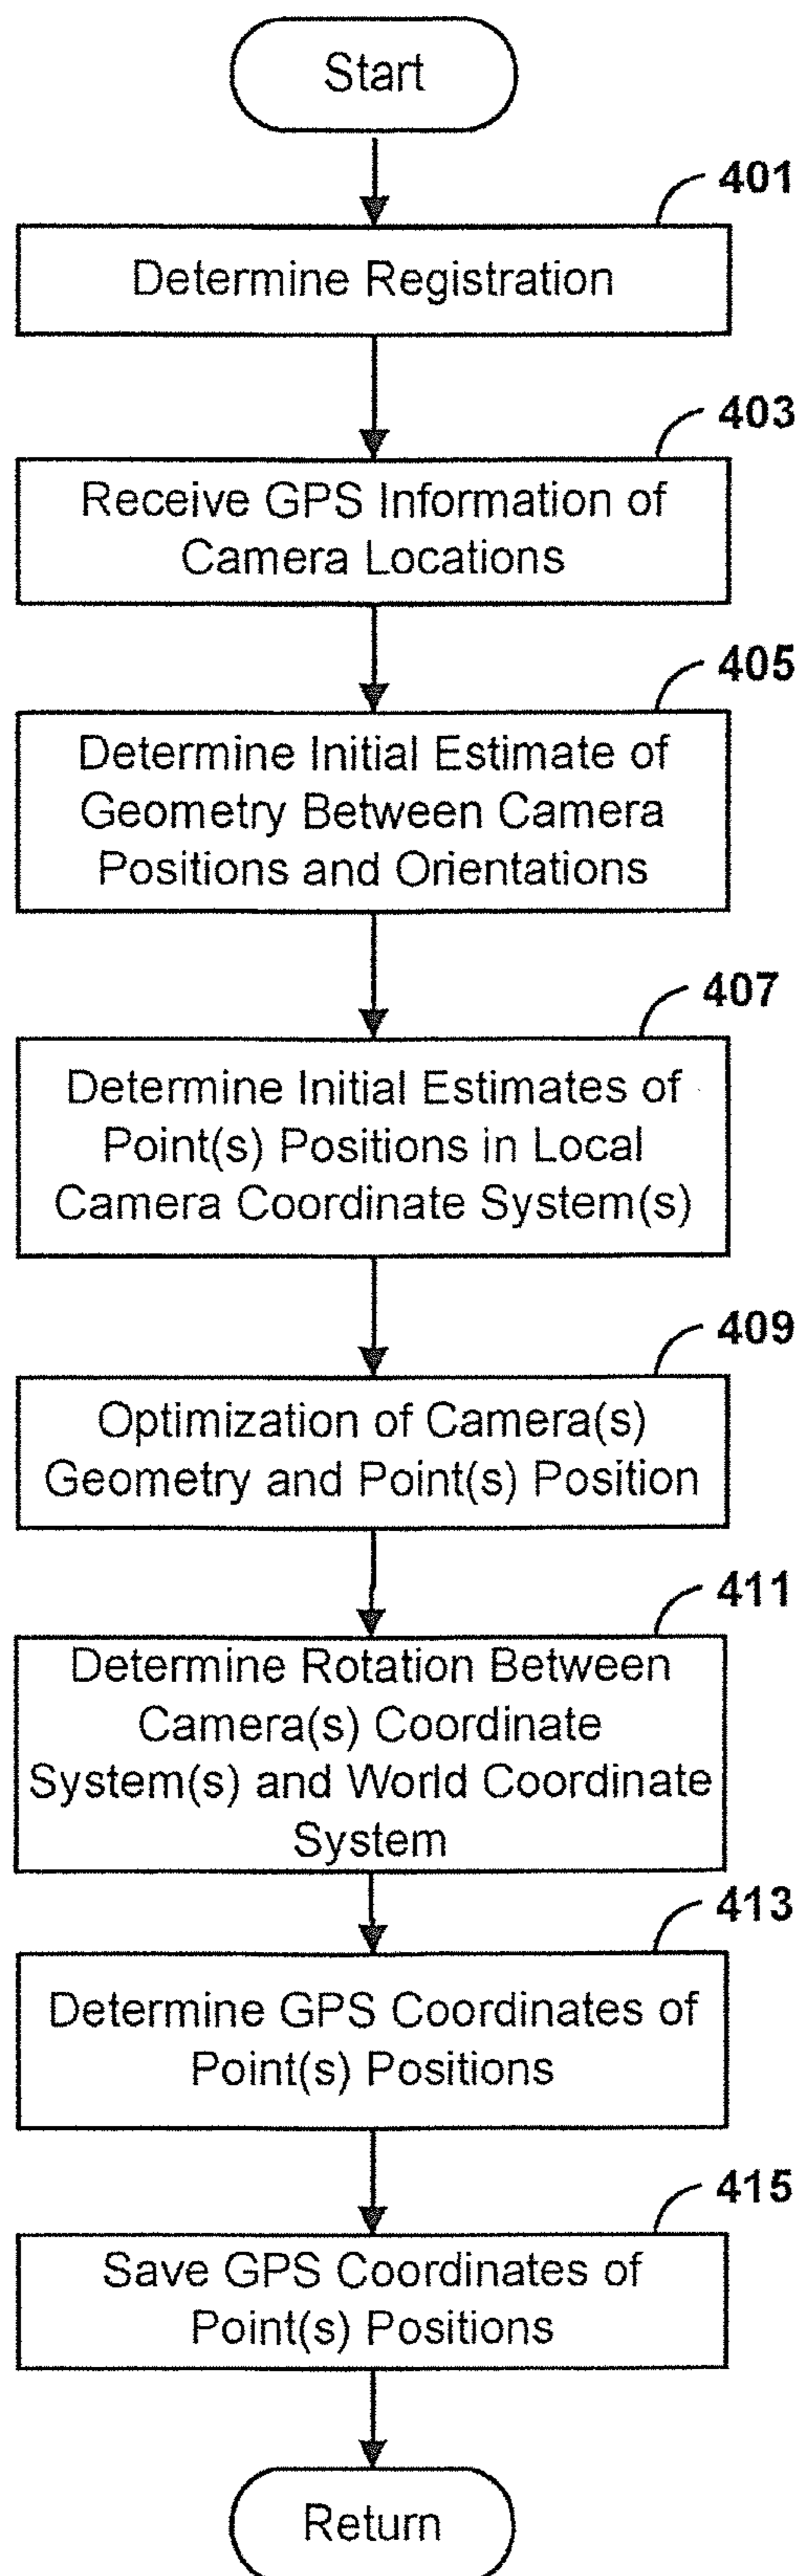 Start
401
Determine Registration
403
Receive GPS Information of
Camera Locations
405
Determine Initial Estimate of
Geometry Between Camera
Positions and Orientations
407
Determine Initial Estimates of
Point(s) Positions in Local
Camera Coordinate System(s)
409
Optimization of Camera(s)
Geometry and Point(s) Position
411
Determine Rotation Between
Camera(s) Coordinate
System(s) and World Coordinate
System
413
Determine GPS Coordinates of
Point(s) Positions
415
Save GPS Coordinates of
Point(s) Positions
Return